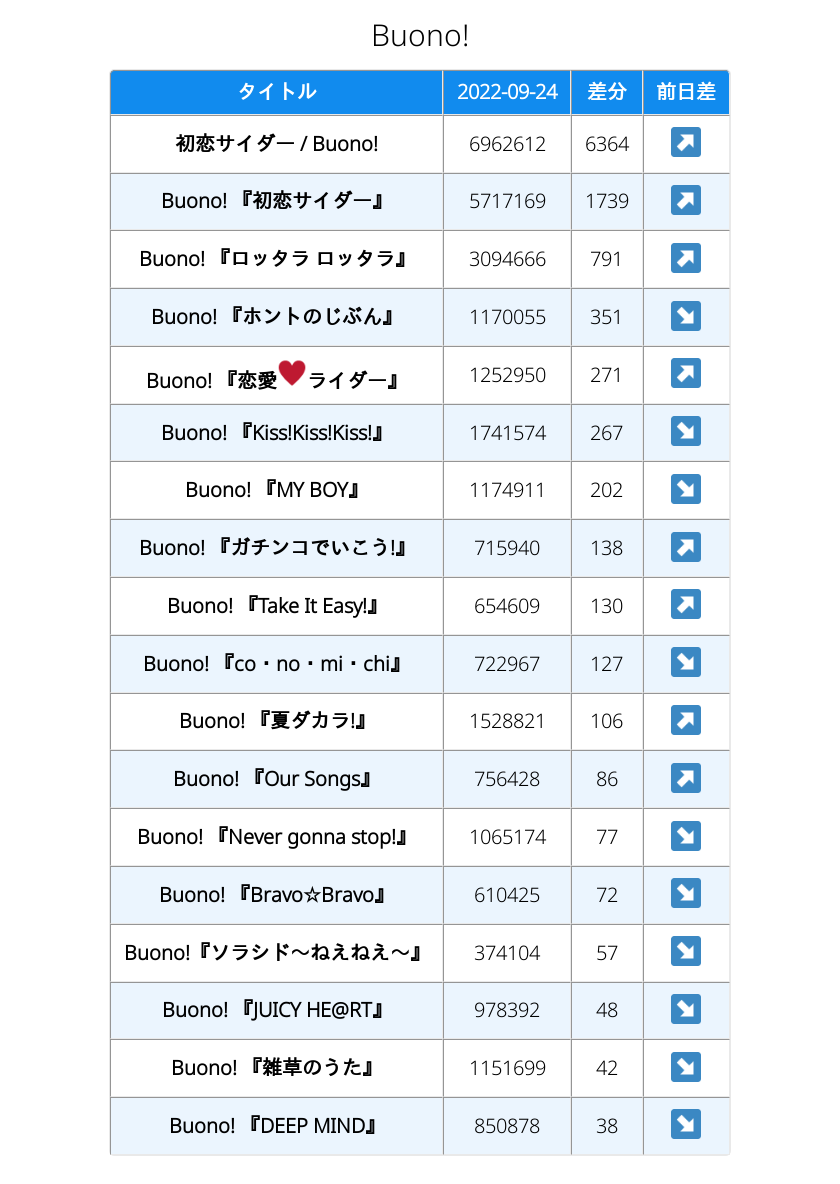 Buono!
タイトル 2022-09-24 差分 前日差
初恋サイダー / Buono! 6962612 6364 ↗
Buono! 『初恋サイダー』 5717169 1739 ↗
Buono! 『ロッタラ ロッタラ』 3094666 791 ↗
Buono! 『ホントのじぶん』 1170055 351 ↘
Buono! 『恋愛♥ライダー』 1252950 271 ↗
Buono! 『Kiss!Kiss!Kiss!』 1741574 267 ↘
Buono! 『MY BOY』 1174911 202 ↘
Buono! 『ガチンコでいこう!』 715940 138 ↗
Buono! 『Take It Easy!』 654609 130 ↗
Buono! 『co・no・mi・chi』 722967 127 ↘
Buono! 『夏ダカラ!』 1528821 106 ↗
Buono! 『Our Songs』 756428 86 ↗
Buono! 『Never gonna stop!』 1065174 77 ↘
Buono! 『Bravo☆Bravo』 610425 72 ↘
Buono!『ソラシド〜ねえねえ〜』 374104 57 ↘
Buono! 『JUICY HE@RT』 978392 48 ↘
Buono! 『雑草のうた』 1151699 42 ↘
Buono! 『DEEP MIND』 850878 38 ↘